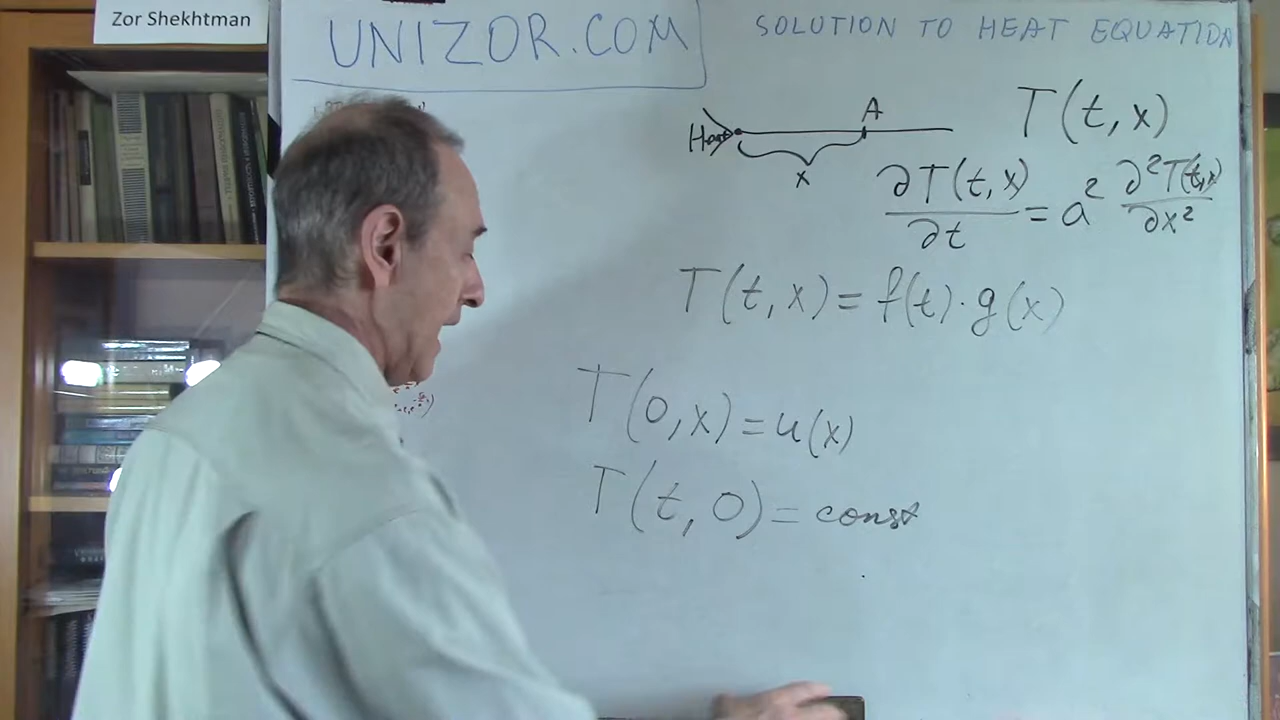 Zor Shekhtman
UNIZOR.COM
SOLUTION TO HEAT EQUATION
A
T(t,x)
Heat
x
∂T(t,x)/∂t = a² ∂²T(t,x)/∂x²
T(t,x) = f(t)·g(x)
T(0,x) = u(x)
T(t,0) = const